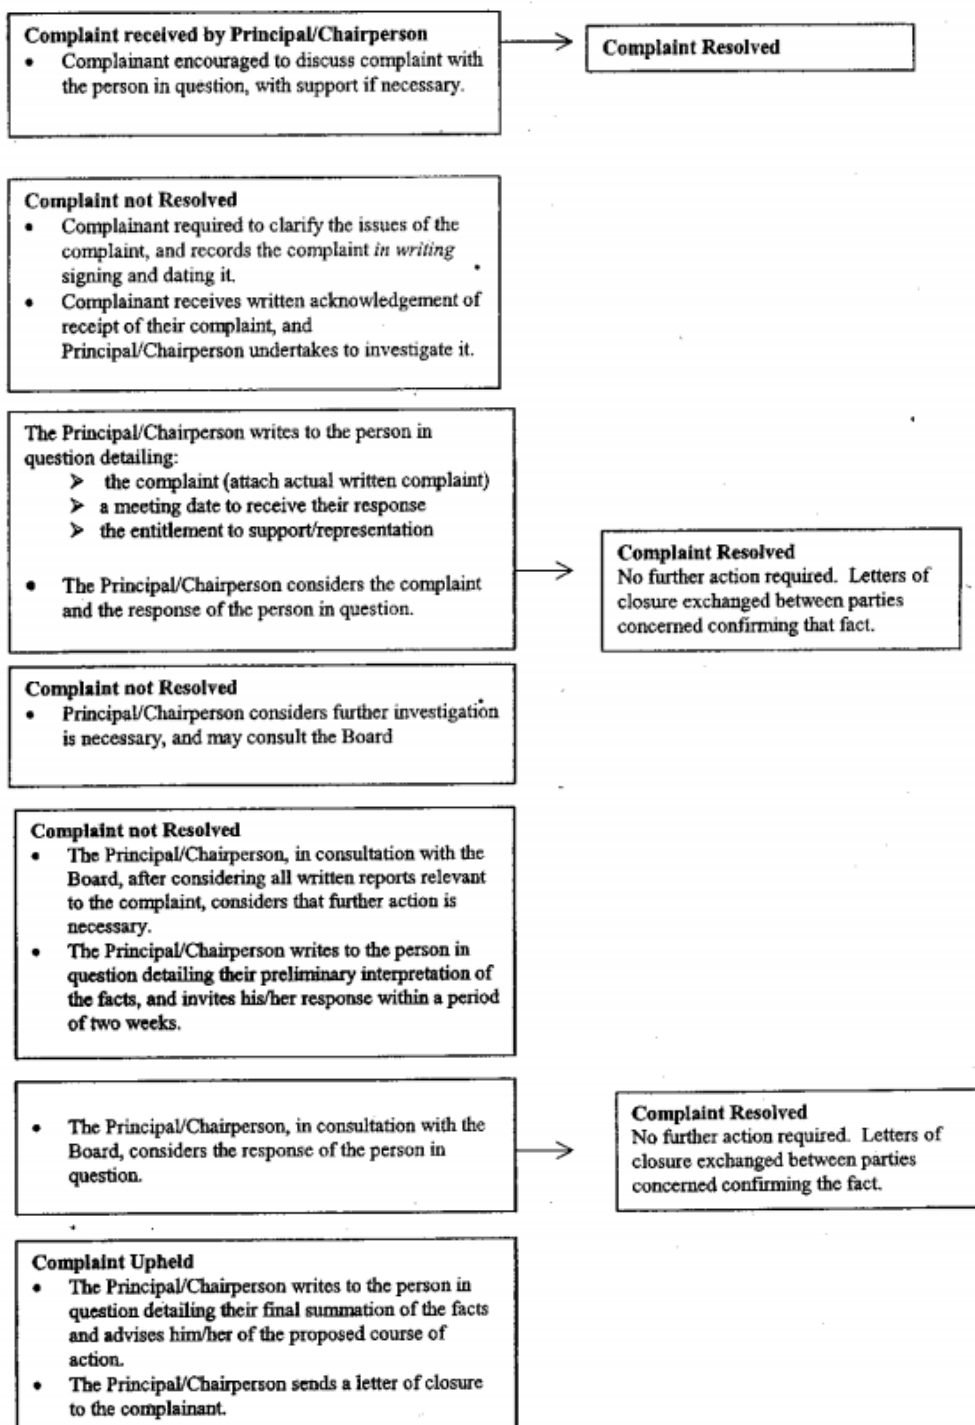 Complaint received by Principal/Chairperson
• Complainant encouraged to discuss complaint with
the person in question, with support if necessary.
Complaint Resolved
Complaint not Resolved
• Complainant required to clarify the issues of the
complaint, and records the complaint in writing
signing and dating it.
• Complainant receives written acknowledgement of
receipt of their complaint, and
Principal/Chairperson undertakes to investigate it.
The Principal/Chairperson writes to the person in
question detailing:
➢ the complaint (attach actual written complaint)
➢ a meeting date to receive their response
➢ the entitlement to support/representation
• The Principal/Chairperson considers the complaint
and the response of the person in question.
Complaint Resolved
No further action required. Letters of
closure exchanged between parties
concerned confirming that fact.
Complaint not Resolved
• Principal/Chairperson considers further investigation
is necessary, and may consult the Board
Complaint not Resolved
• The Principal/Chairperson, in consultation with the
Board, after considering all written reports relevant
to the complaint, considers that further action is
necessary.
• The Principal/Chairperson writes to the person in
question detailing their preliminary interpretation of
the facts, and invites his/her response within a period
of two weeks.
• The Principal/Chairperson, in consultation with the
Board, considers the response of the person in
question.
Complaint Resolved
No further action required. Letters of
closure exchanged between parties
concerned confirming the fact.
Complaint Upheld
• The Principal/Chairperson writes to the person in
question detailing their final summation of the facts
and advises him/her of the proposed course of
action.
• The Principal/Chairperson sends a letter of closure
to the complainant.